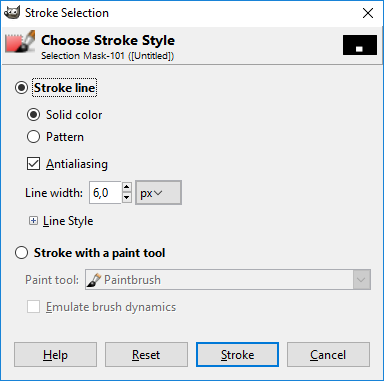 Stroke Selection
Choose Stroke Style
Selection Mask-101 ([Untitled])
Stroke line
Solid color
Pattern
Antialiasing
Line width: 6,0 px
Line Style
Stroke with a paint tool
Paint tool: Paintbrush
Emulate brush dynamics
Help Reset Stroke Cancel